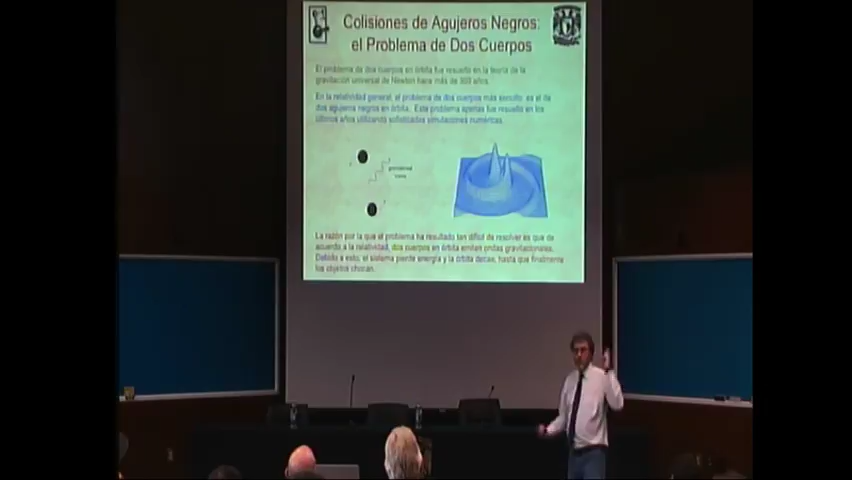 Colisiones de Agujeros Negros:
el Problema de Dos Cuerpos
El problema de dos cuerpos en órbita fue resuelto en la teoría de la
gravitación universal de Newton hace más de 300 años.
En la relatividad general, el problema de dos cuerpos más sencillo es el de
dos agujeros negros en órbita. Este problema apenas fue resuelto en los
últimos años utilizando sofisticadas simulaciones numéricas.
gravitational
waves
La razón por la que el problema ha resultado tan difícil de resolver es que de
acuerdo a la relatividad, dos cuerpos en órbita emiten ondas gravitacionales.
Debido a esto, el sistema pierde energía y la órbita decae, hasta que finalmente
los objetos chocan.